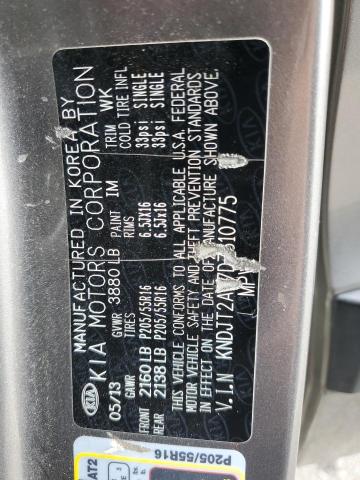 MANUFACTURED IN KOREA BY
KIA KIA MOTORS CORPORATION
05/13 GVWR 3880 LB PAINT 1M TRIM WK
GAWR TIRES RIMS COLD TIRE INFL
FRONT 2160 LB P205/55R16 6.5JX16 33psi SINGLE
REAR 2138 LB P205/55R16 6.5Jx16 33psi SINGLE
THIS VEHICLE CONFORMS TO ALL APPLICABLE U.S.A. FEDERAL
MOTOR VEHICLE SAFETY AND THEFT PREVENTION STANDARDS
IN EFFECT ON THE DATE OF MANUFACTURE SHOWN ABOVE.
V.I.N
MPV
AT2
P205/55R16